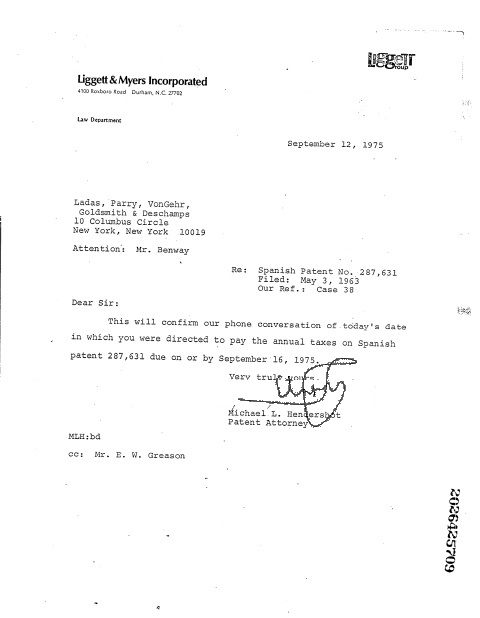 Liggett
Group
Liggett & Myers Incorporated
4100 Roxboro Road Durham, N.C. 27702
Law Department
September 12, 1975
Ladas, Parry, VonGehr,
Goldsmith & Deschamps
10 Columbus Circle
New York, New York 10019
Attention: Mr. Benway
Re: Spanish Patent No. 287,631
Filed: May 3, 1963
Our Ref.: Case 38
Dear Sir:
This will confirm our phone conversation of today's date
in which you were directed to pay the annual taxes on Spanish
patent 287,631 due on or by September 16, 1975.
Very truly yours,
Michael L. Hendershot
Patent Attorney
MLH:bd
cc: Mr. E. W. Greason
2026425709